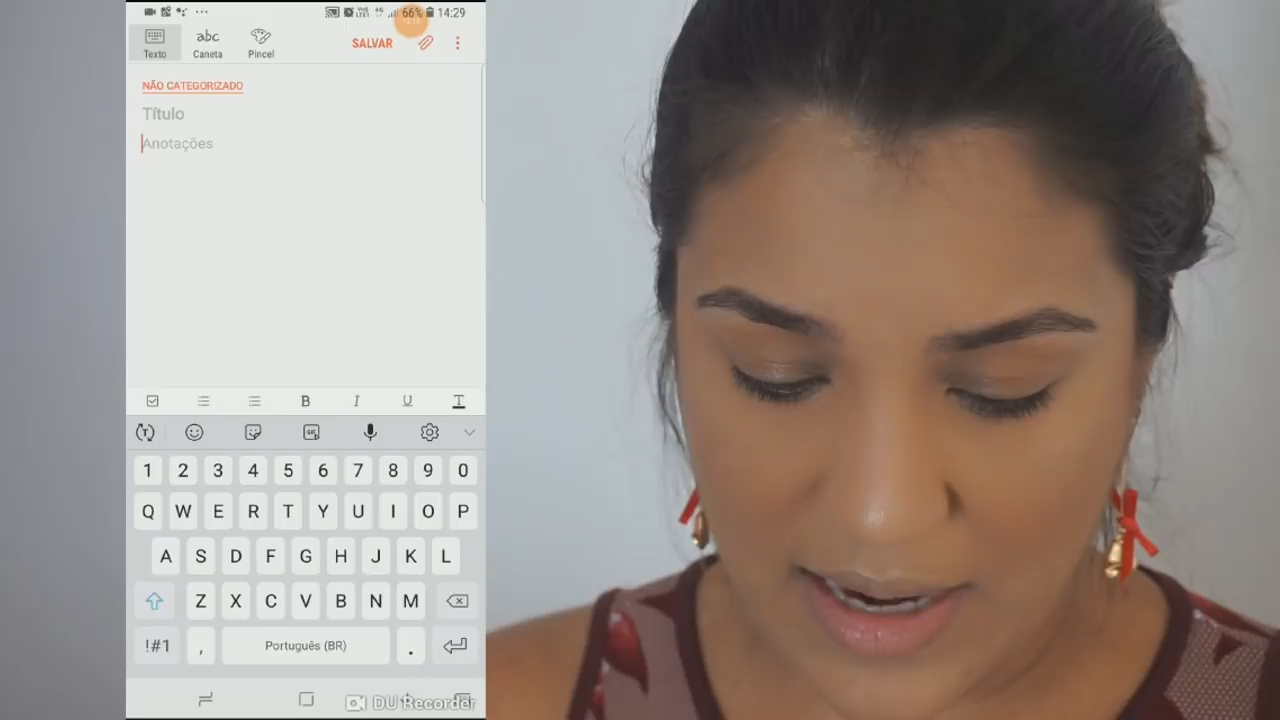 66% 14:29
Texto
abc
Caneta
Pincel
SALVAR
NÃO CATEGORIZADO
Título
Anotações
B I U T
T GIF
1 2 3 4 5 6 7 8 9 0
Q W E R T Y U I O P
A S D F G H J K L
Z X C V B N M
!#1 , Português (BR) .
DU Recorder